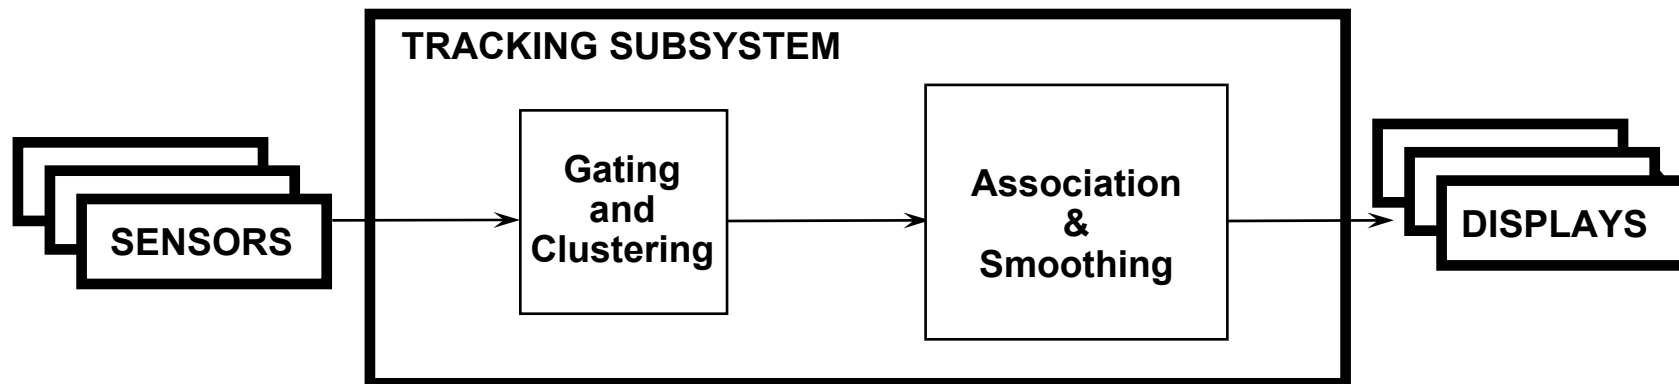 TRACKING SUBSYSTEM
SENSORS
Gating
and
Clustering
Association
&
Smoothing
DISPLAYS